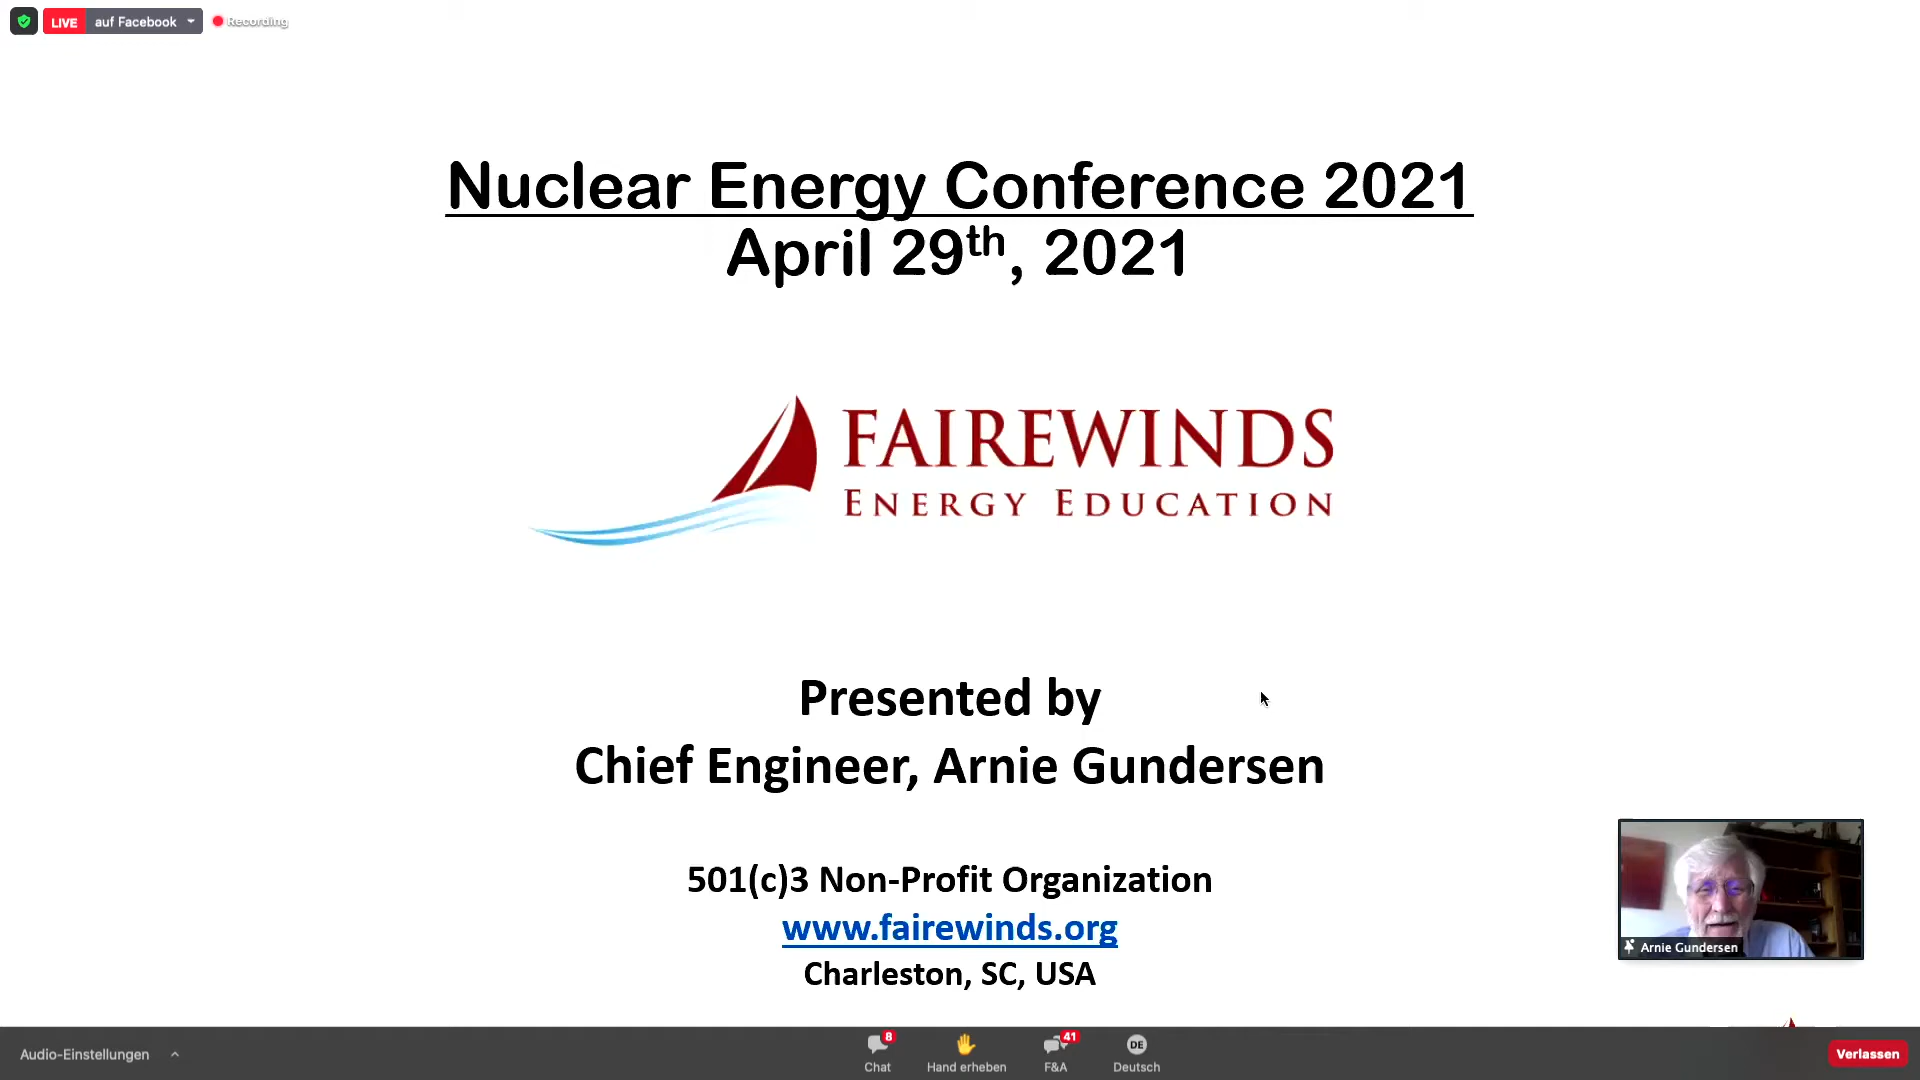 LIVE auf Facebook Recording
Nuclear Energy Conference 2021
April 29th, 2021
FAIREWINDS
ENERGY EDUCATION
Presented by
Chief Engineer, Arnie Gundersen
501(c)3 Non-Profit Organization
www.fairewinds.org
Charleston, SC, USA
Arnie Gundersen
Audio-Einstellungen
8
Chat
Hand erheben
41
F&A
DE
Deutsch
Verlassen